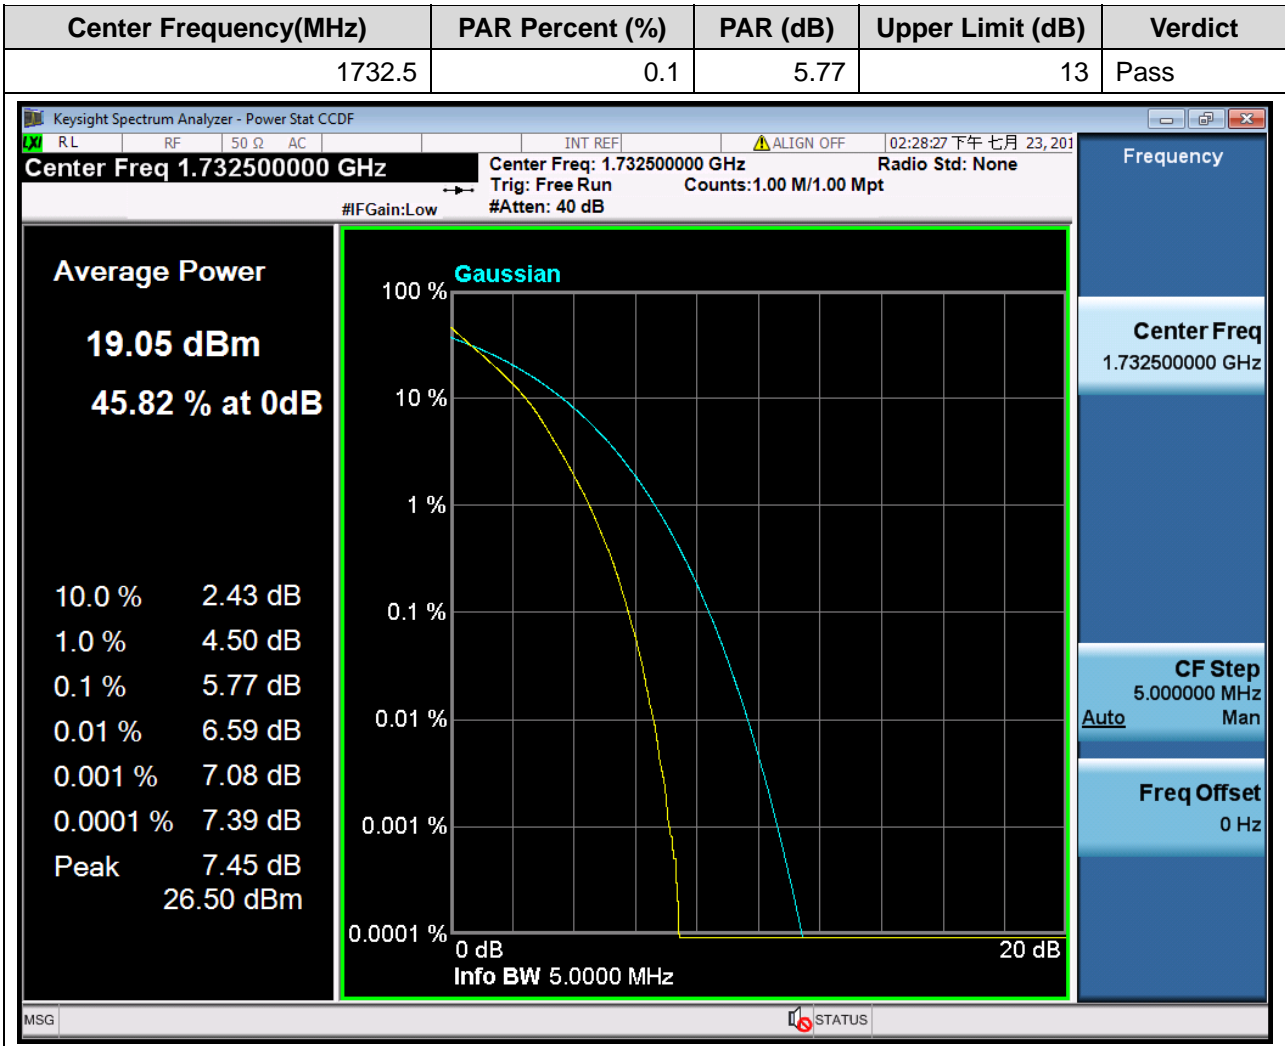 Center Frequency(MHz) PAR Percent (%) PAR (dB) Upper Limit (dB) Verdict
1732.5 0.1 5.77 13 Pass
Keysight Spectrum Analyzer - Power Stat CCDF
LXI RL RF 50 Ω AC INT REF ALIGN OFF 02:28:27 下午 七月 23, 201
Center Freq 1.732500000 GHz
Center Freq: 1.732500000 GHz Radio Std: None
Trig: Free Run Counts:1.00 M/1.00 Mpt
#IFGain:Low #Atten: 40 dB
Average Power
19.05 dBm
45.82 % at 0dB
10.0 % 2.43 dB
1.0 % 4.50 dB
0.1 % 5.77 dB
0.01 % 6.59 dB
0.001 % 7.08 dB
0.0001 % 7.39 dB
Peak 7.45 dB
26.50 dBm
Gaussian
100 %
10 %
1 %
0.1 %
0.01 %
0.001 %
0.0001 %
0 dB 20 dB
Info BW 5.0000 MHz
Frequency
Center Freq
1.732500000 GHz
CF Step
5.000000 MHz
Auto Man
Freq Offset
0 Hz
MSG STATUS